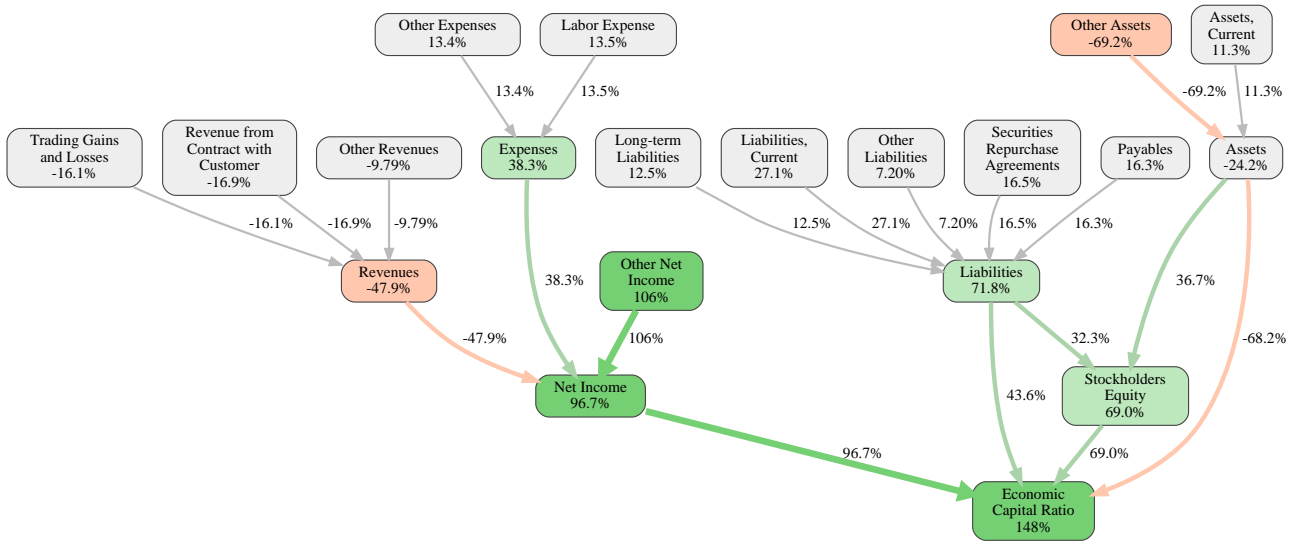 Other Expenses
13.4%
Labor Expense
13.5%
Other Assets
-69.2%
Assets,
Current
11.3%
13.4%
13.5%
-69.2%
11.3%
Trading Gains
and Losses
-16.1%
Revenue from
Contract with
Customer
-16.9%
Other Revenues
-9.79%
Expenses
38.3%
Long-term
Liabilities
12.5%
Liabilities,
Current
27.1%
Other
Liabilities
7.20%
Securities
Repurchase
Agreements
16.5%
Payables
16.3%
Assets
-24.2%
-16.1%
-16.9%
-9.79%
12.5%
27.1%
7.20%
16.5%
16.3%
Revenues
-47.9%
38.3%
Other Net
Income
106%
Liabilities
71.8%
36.7%
-47.9%
106%
32.3%
-68.2%
Net Income
96.7%
43.6%
Stockholders
Equity
69.0%
96.7%
69.0%
Economic
Capital Ratio
148%